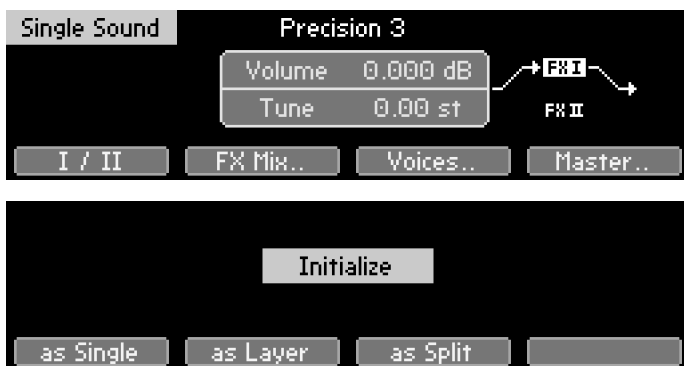 Single Sound Precision 3
Volume 0.000 dB FX I
Tune 0.00 st FX II
I / II FX Mix.. Voices.. Master..
Initialize
as Single as Layer as Split